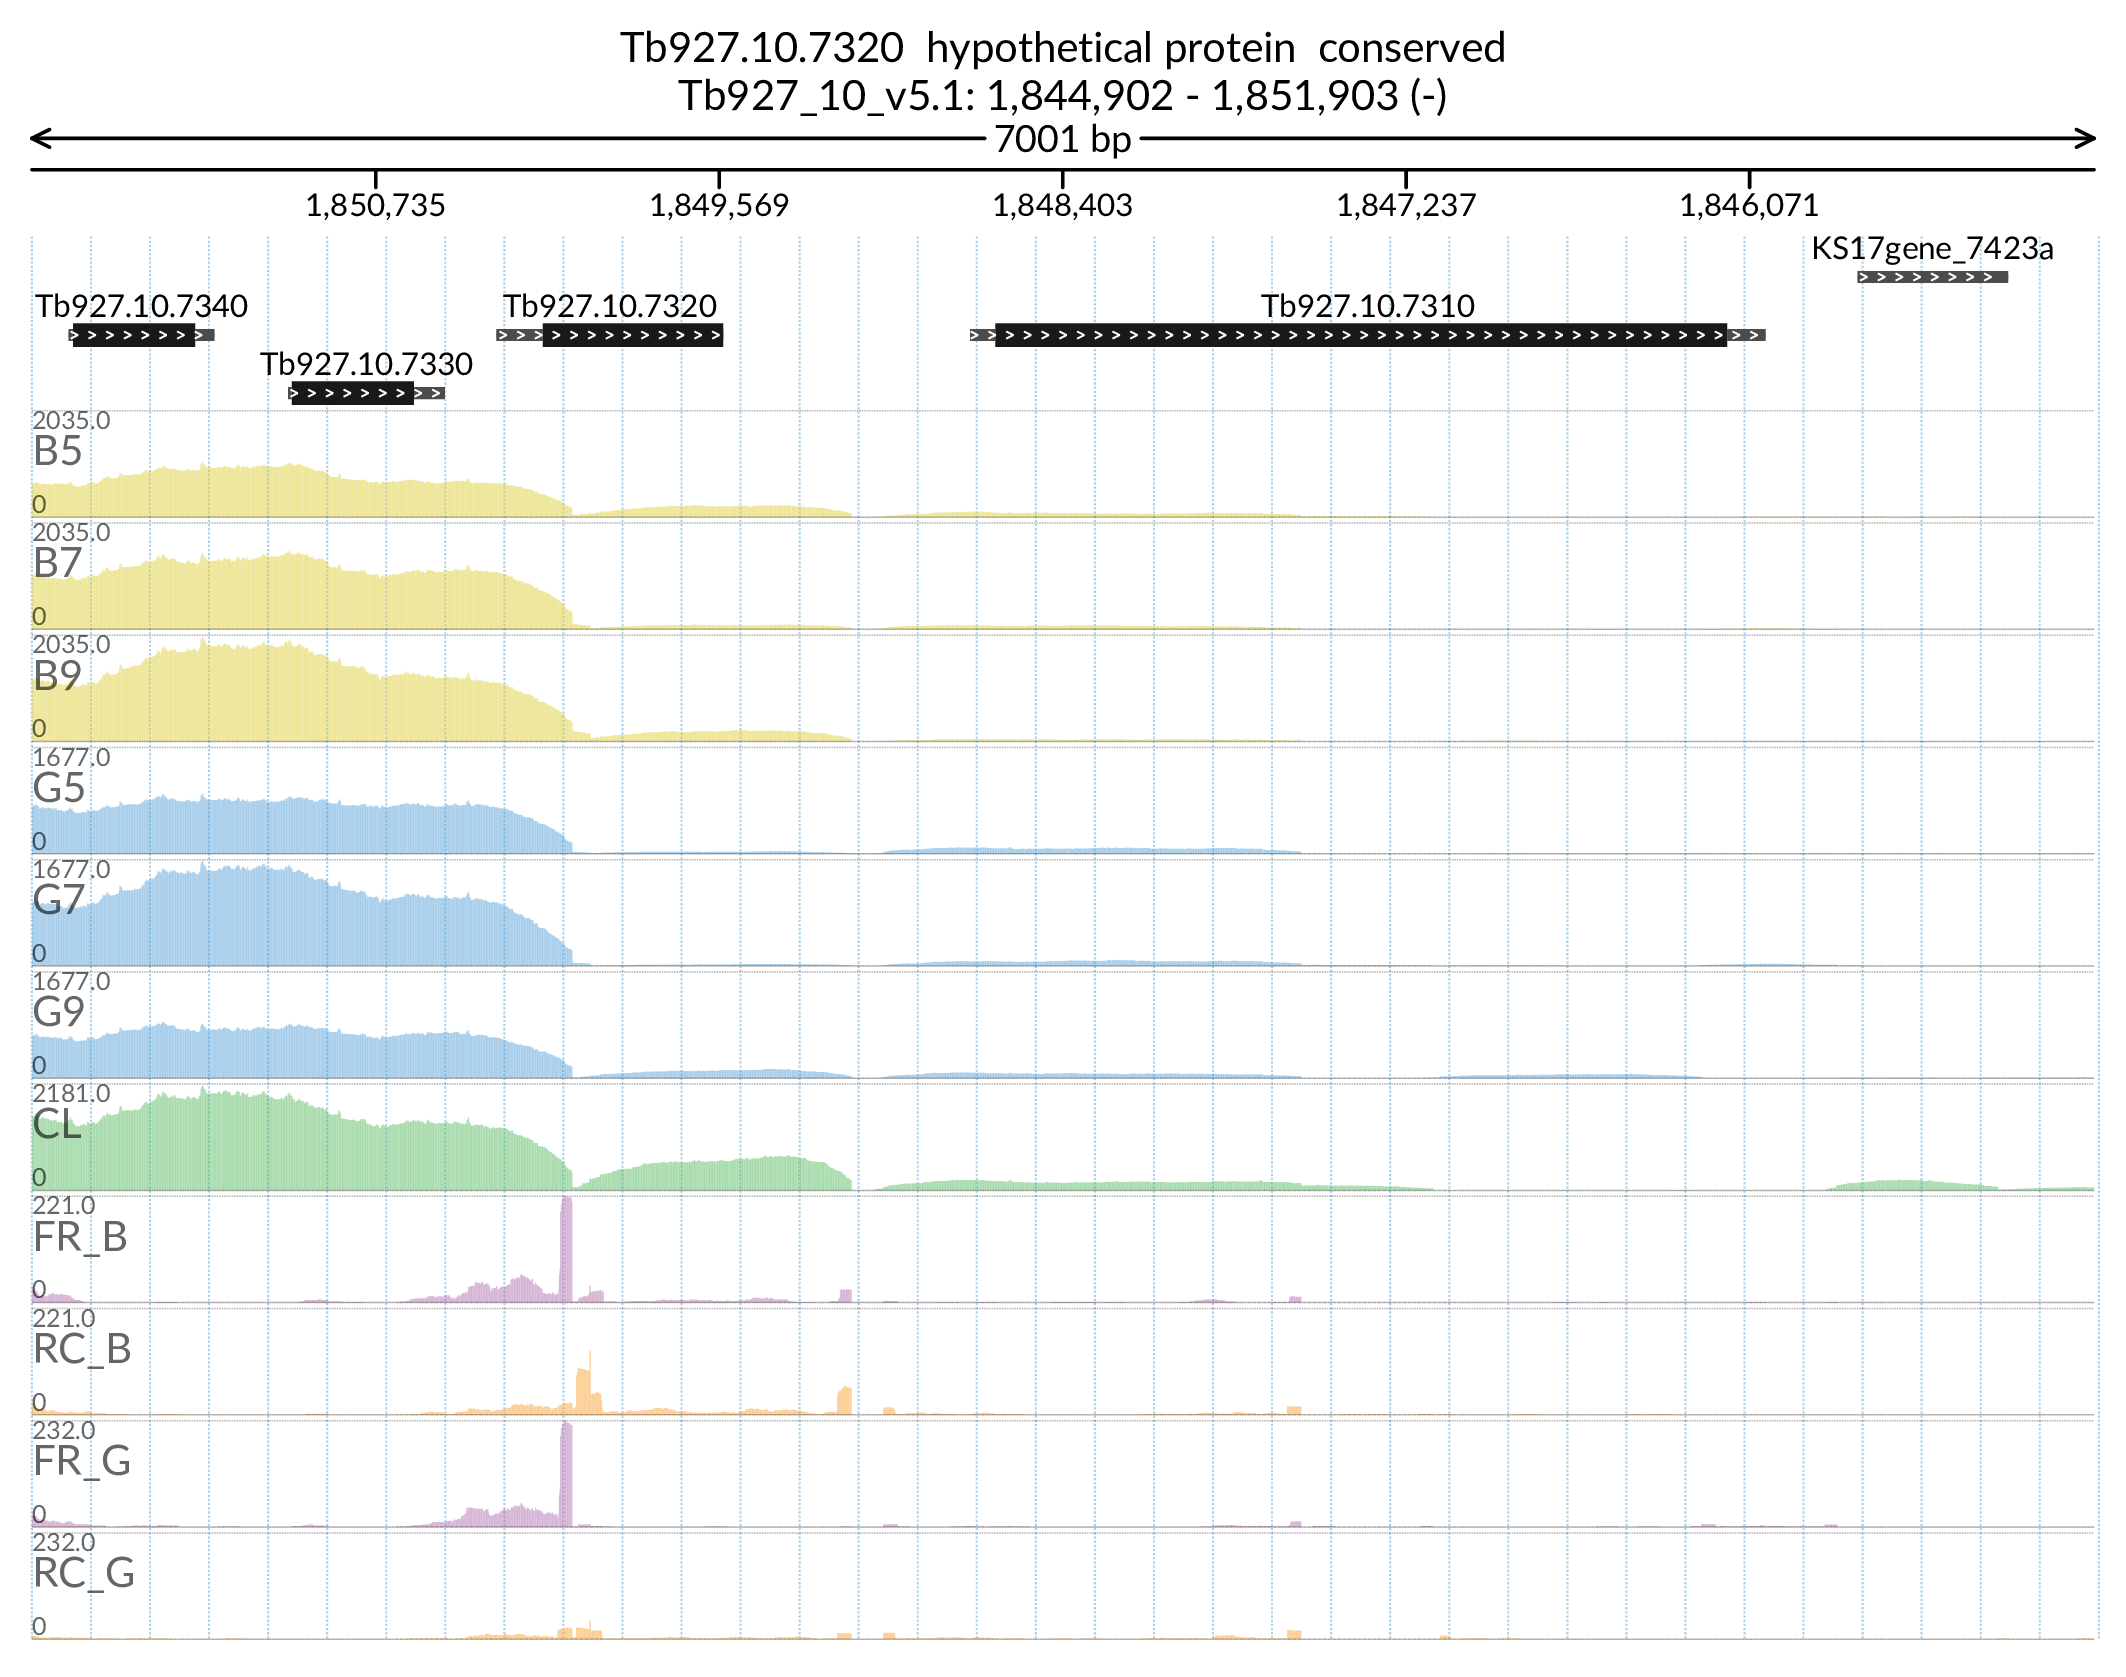 Tb927.10.7320  hypothetical protein  conserved
Tb927_10_v5.1: 1,844,902 - 1,851,903 (-)
7001 bp
1,850,735 1,849,569 1,848,403 1,847,237 1,846,071
KS17gene_7423a
Tb927.10.7340 Tb927.10.7320 Tb927.10.7310
Tb927.10.7330
2035.0
B5
0
2035.0
B7
0
2035.0
B9
0
1677.0
G5
0
1677.0
G7
0
1677.0
G9
0
2181.0
CL
0
221.0
FR_B
0
221.0
RC_B
0
232.0
FR_G
0
232.0
RC_G
0